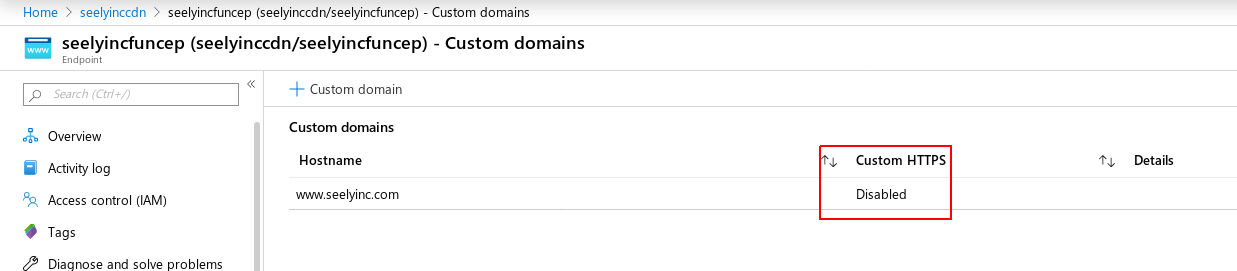 Home > seelyinccdn > seelyincfuncep (seelyinccdn/seelyincfuncep) - Custom domains
www
seelyincfuncep (seelyinccdn/seelyincfuncep) - Custom domains
Endpoint
Search (Ctrl+/)
«
+ Custom domain
Overview
Activity log
Access control (IAM)
Tags
Diagnose and solve problems
Custom domains
Hostname ↑↓ Custom HTTPS ↑↓ Details
www.seelyinc.com Disabled